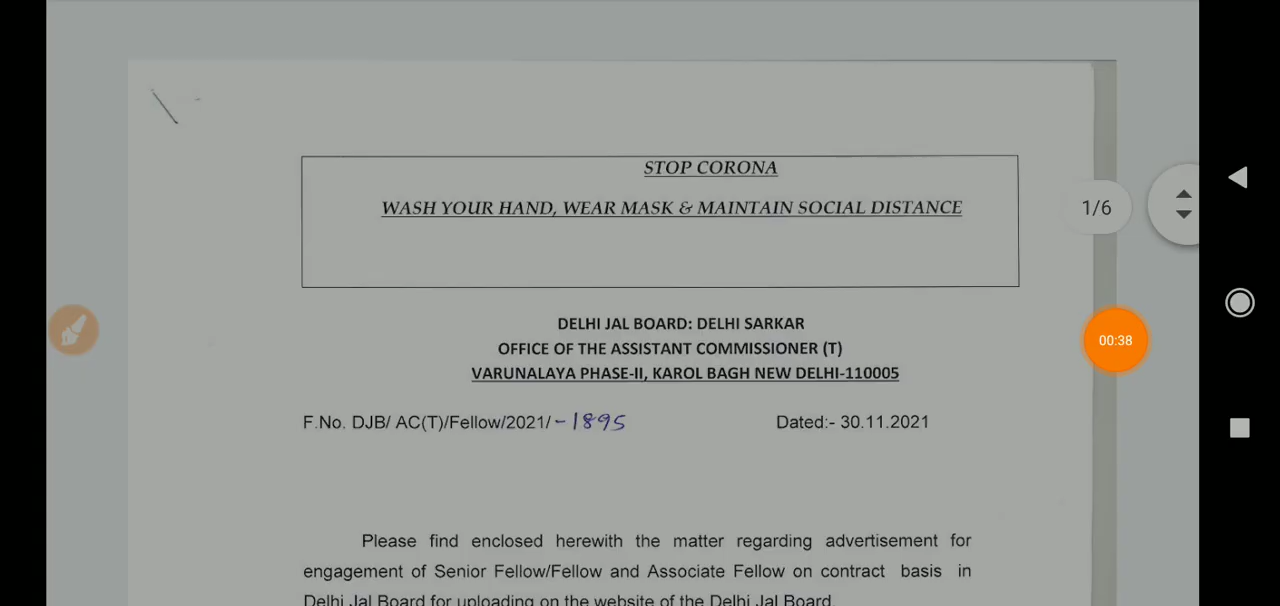 STOP CORONA
WASH YOUR HAND, WEAR MASK & MAINTAIN SOCIAL DISTANCE
1/6
DELHI JAL BOARD: DELHI SARKAR
00:38
OFFICE OF THE ASSISTANT COMMISSIONER (T)
VARUNALAYA PHASE-II, KAROL BAGH NEW DELHI-110005
F.No. DJB/ AC(T)/Fellow/2021/-1895 Dated:- 30.11.2021
Please find enclosed herewith the matter regarding advertisement for
engagement of Senior Fellow/Fellow and Associate Fellow on contract basis in
Delhi Jal Board for uploading on the website of the Delhi Jal Board